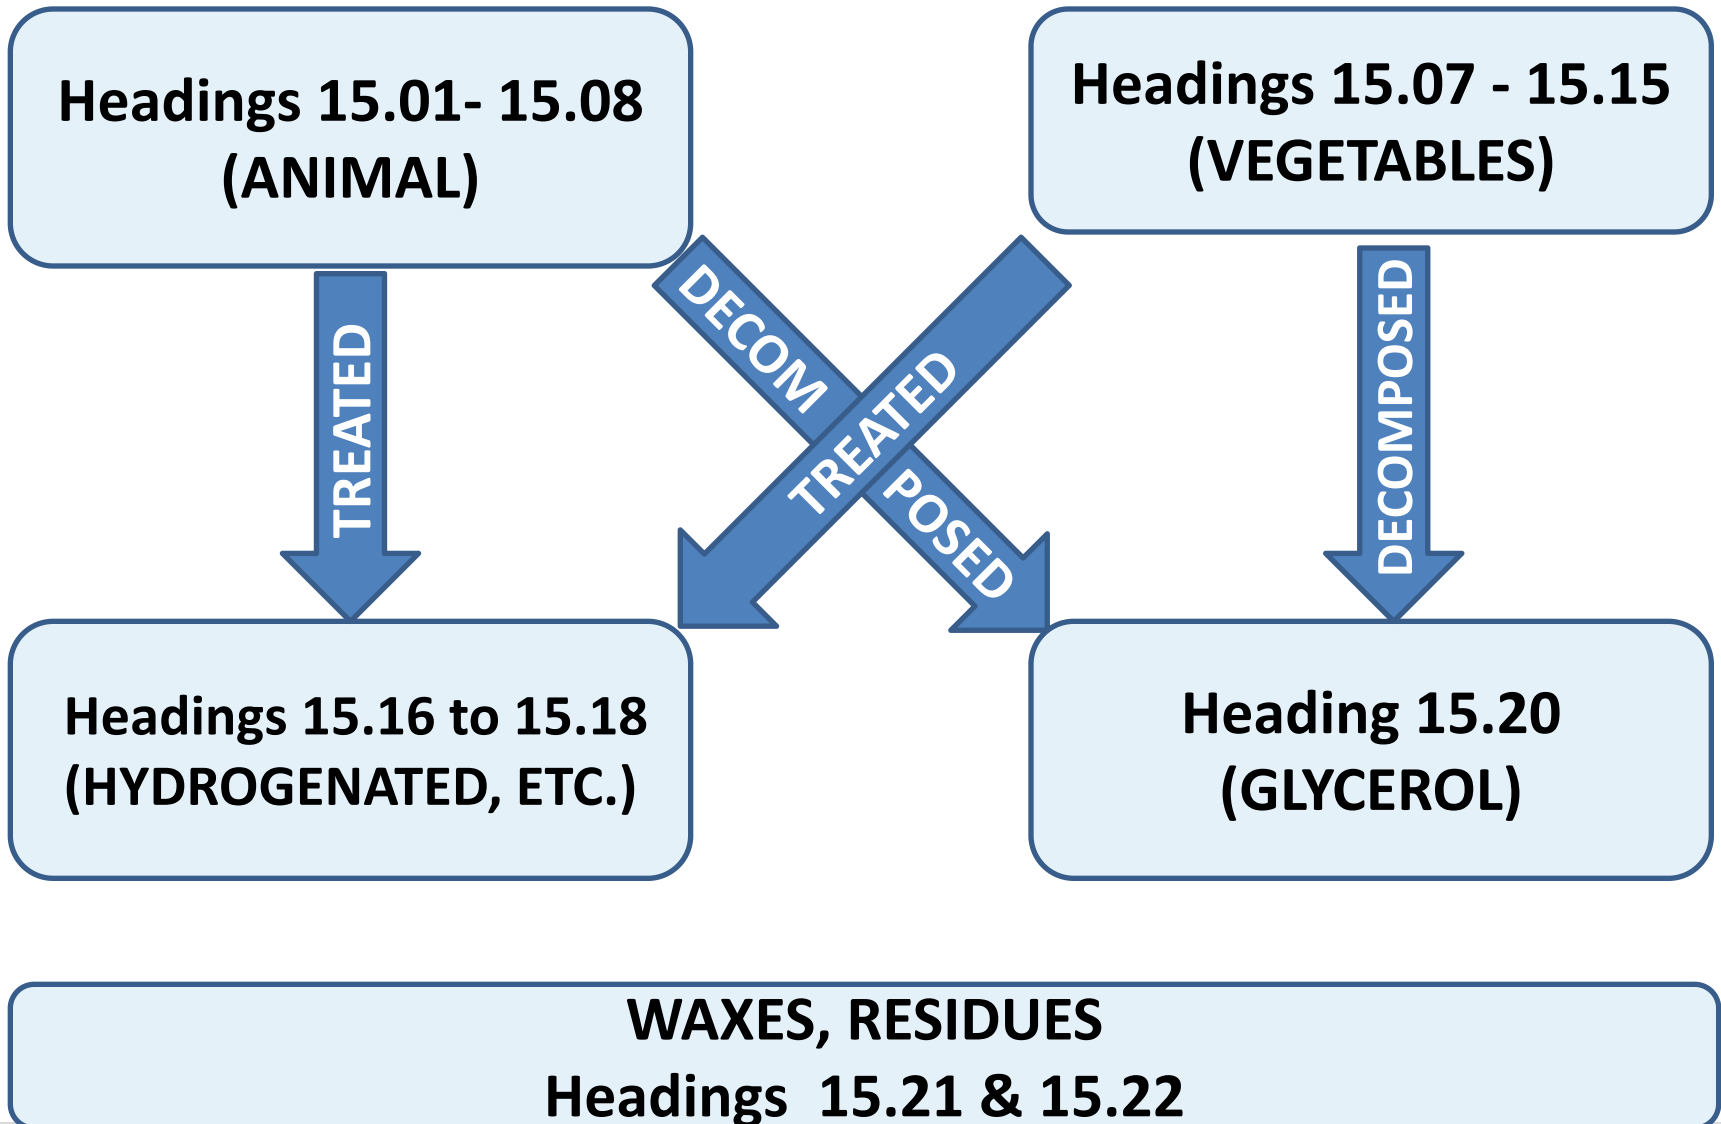 Headings 15.01- 15.08
(ANIMAL)
Headings 15.07 - 15.15
(VEGETABLES)
TREATED
DECOM
POSED
TREATED
DECOMPOSED
Headings 15.16 to 15.18
(HYDROGENATED, ETC.)
Heading 15.20
(GLYCEROL)
WAXES, RESIDUES
Headings  15.21 & 15.22